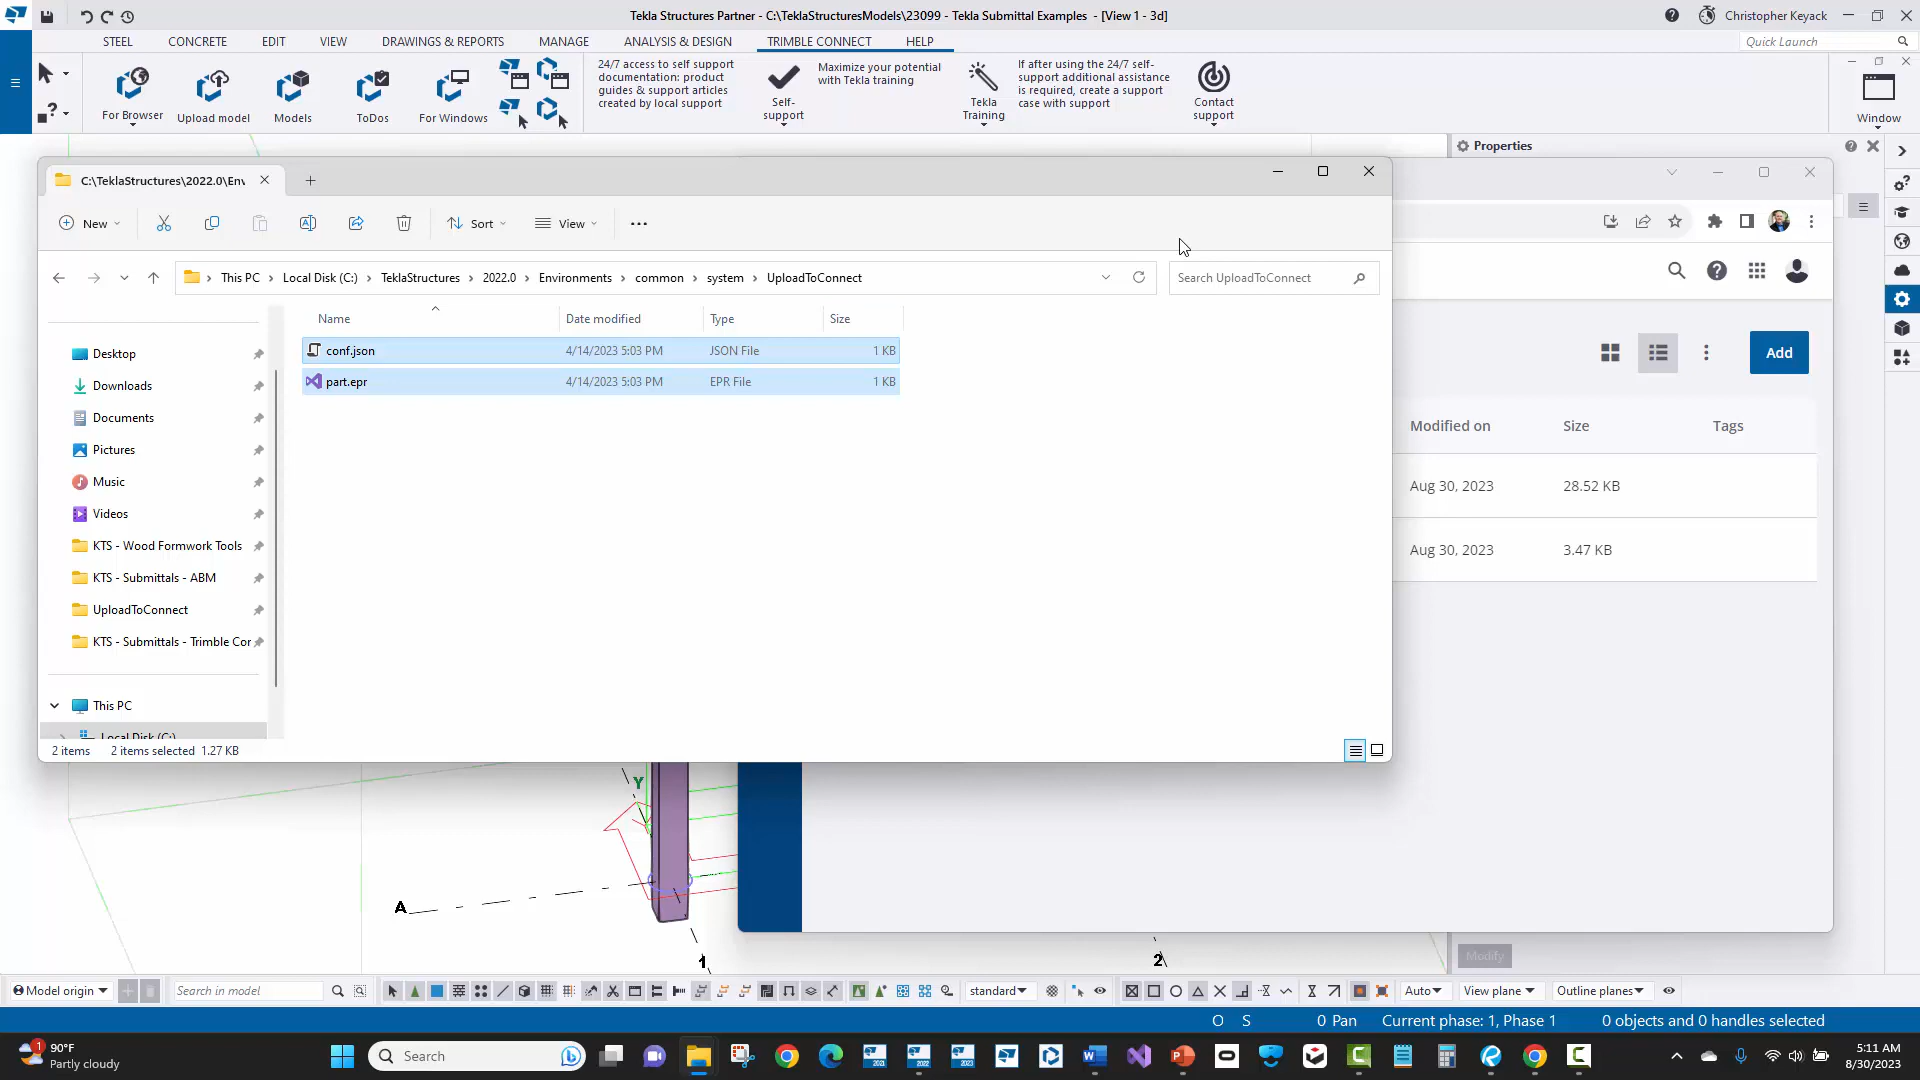 Tekla Structures Partner - C:\TeklaStructuresModels\23099 - Tekla Submittal Examples - [View 1 - 3d]
Christopher Keyack
STEEL CONCRETE EDIT VIEW DRAWINGS & REPORTS MANAGE ANALYSIS & DESIGN TRIMBLE CONNECT HELP
Quick Launch
For Browser
Upload model
Models
ToDos
For Windows
24/7 access to self support
documentation: product
guides & support articles
created by local support
Self-
support
Maximize your potential
with Tekla training
Tekla
Training
If after using the 24/7 self-
support additional assistance
is required, create a support
case with support
Contact
support
Window
Properties
C:\TeklaStructures\2022.0\Env
New
Sort
View
This PC
Local Disk (C:)
TeklaStructures
2022.0
Environments
common
system
UploadToConnect
Search UploadToConnect
Name Date modified Type Size
conf.json 4/14/2023 5:03 PM JSON File 1 KB
part.epr 4/14/2023 5:03 PM EPR File 1 KB
Desktop
Downloads
Documents
Pictures
Music
Videos
KTS - Wood Formwork Tools
KTS - Submittals - ABM
UploadToConnect
KTS - Submittals - Trimble Cor
This PC
Local Disk (C:)
2 items 2 items selected 1.27 KB
Add
Modified on Size Tags
Aug 30, 2023 28.52 KB
Aug 30, 2023 3.47 KB
Y
A
1
2
Modify
Model origin
Search in model
standard
Auto
View plane
Outline planes
O S 0 Pan Current phase: 1, Phase 1 0 objects and 0 handles selected
1
90°F
Partly cloudy
Search
5:11 AM
8/30/2023